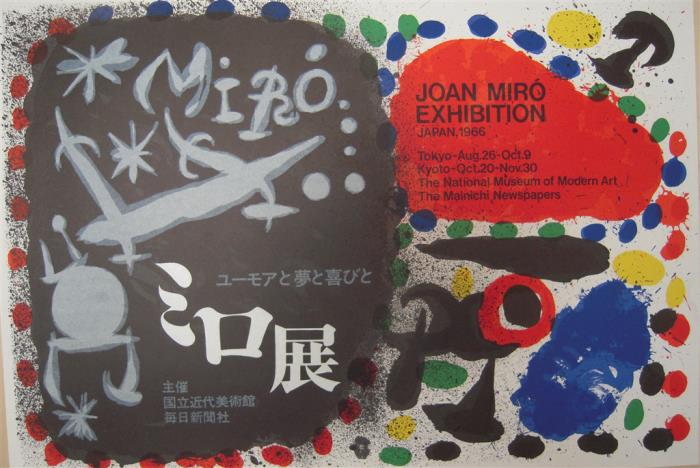 MiRó.
ユーモアと夢と喜びと
ミロ展
主催
国立近代美術館
毎日新聞社
JOAN MIRÓ
EXHIBITION
JAPAN,1966
Tokyo-Aug.26-Oct.9
Kyoto-Oct.20-Nov.30
The National Museum of Modern Art
The Mainichi Newspapers